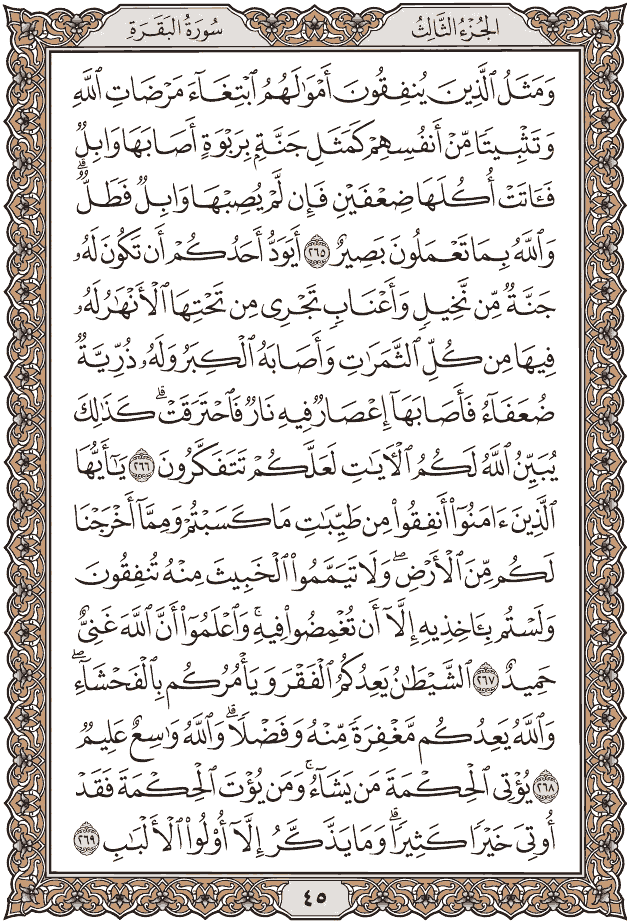 الجُزْءُ الثَّالِثُ
سُورَةُ البَقَرَةِ
وَمَثَلُ ٱلَّذِينَ يُنفِقُونَ أَمْوَٰلَهُمُ ٱبْتِغَآءَ مَرْضَاتِ ٱللَّهِ
وَتَثْبِيتًا مِّنْ أَنفُسِهِمْ كَمَثَلِ جَنَّةٍۭ بِرَبْوَةٍ أَصَابَهَا وَابِلٌ
فَـَٔاتَتْ أُكُلَهَا ضِعْفَيْنِ فَإِن لَّمْ يُصِبْهَا وَابِلٌ فَطَلٌّۗ
وَٱللَّهُ بِمَا تَعْمَلُونَ بَصِيرٌ ٢٦٥ أَيَوَدُّ أَحَدُكُمْ أَن تَكُونَ لَهُۥ
جَنَّةٌ مِّن نَّخِيلٍ وَأَعْنَابٍ تَجْرِى مِن تَحْتِهَا ٱلْأَنْهَٰرُ لَهُۥ
فِيهَا مِن كُلِّ ٱلثَّمَرَٰتِ وَأَصَابَهُ ٱلْكِبَرُ وَلَهُۥ ذُرِّيَّةٌ
ضُعَفَآءُ فَأَصَابَهَآ إِعْصَارٌ فِيهِ نَارٌ فَٱحْتَرَقَتْۗ كَذَٰلِكَ
يُبَيِّنُ ٱللَّهُ لَكُمُ ٱلْـَٔايَٰتِ لَعَلَّكُمْ تَتَفَكَّرُونَ ٢٦٦ يَٰٓأَيُّهَا
ٱلَّذِينَ ءَامَنُوٓا۟ أَنفِقُوا۟ مِن طَيِّبَٰتِ مَا كَسَبْتُمْ وَمِمَّآ أَخْرَجْنَا
لَكُم مِّنَ ٱلْأَرْضِۖ وَلَا تَيَمَّمُوا۟ ٱلْخَبِيثَ مِنْهُ تُنفِقُونَ
وَلَسْتُم بِـَٔاخِذِيهِ إِلَّآ أَن تُغْمِضُوا۟ فِيهِۚ وَٱعْلَمُوٓا۟ أَنَّ ٱللَّهَ غَنِىٌّ
حَمِيدٌ ٢٦٧ ٱلشَّيْطَٰنُ يَعِدُكُمُ ٱلْفَقْرَ وَيَأْمُرُكُم بِٱلْفَحْشَآءِۖ
وَٱللَّهُ يَعِدُكُم مَّغْفِرَةً مِّنْهُ وَفَضْلًاۗ وَٱللَّهُ وَٰسِعٌ عَلِيمٌ
٢٦٨ يُؤْتِى ٱلْحِكْمَةَ مَن يَشَآءُۚ وَمَن يُؤْتَ ٱلْحِكْمَةَ فَقَدْ
أُوتِىَ خَيْرًا كَثِيرًاۗ وَمَا يَذَّكَّرُ إِلَّآ أُو۟لُوا۟ ٱلْأَلْبَٰبِ ٢٦٩
٤٥